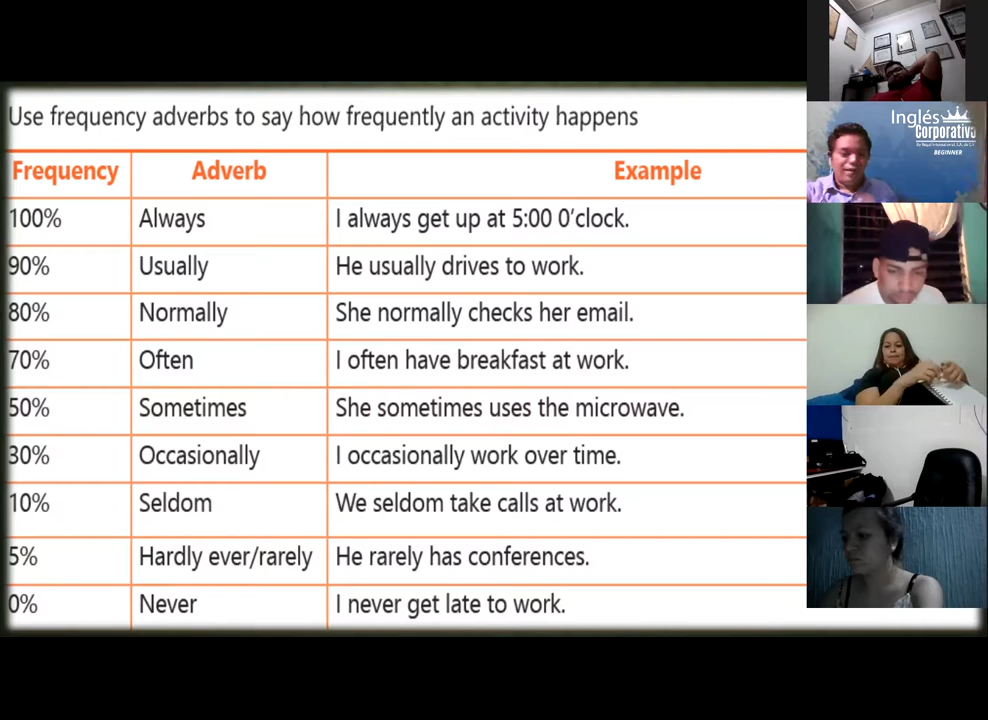 Use frequency adverbs to say how frequently an activity happens
Frequency Adverb Example
100% Always I always get up at 5:00 O'clock.
90% Usually He usually drives to work.
80% Normally She normally checks her email.
70% Often I often have breakfast at work.
50% Sometimes She sometimes uses the microwave.
30% Occasionally I occasionally work over time.
10% Seldom We seldom take calls at work.
5% Hardly ever/rarely He rarely has conferences.
0% Never I never get late to work.
Inglés
Corporativo
By Regal International, S.A. de C.V.
BEGINNER